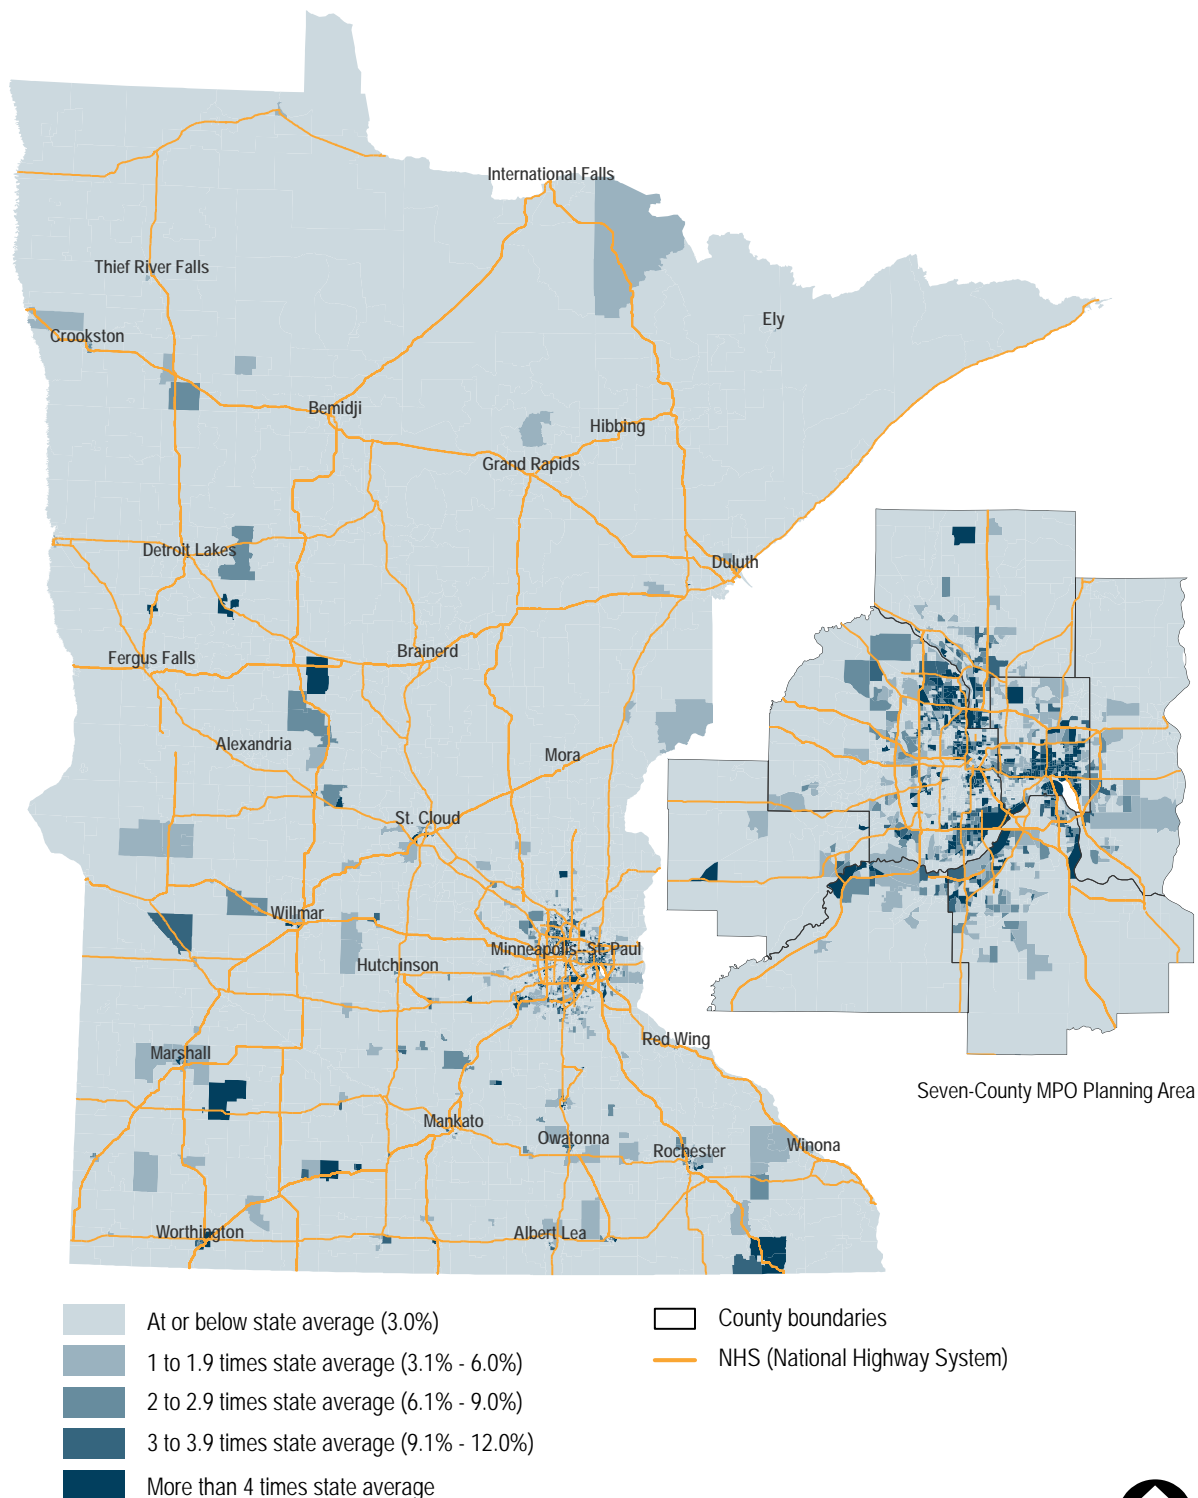 International Falls
Thief River Falls
Ely
Crookston
Bemidji
Hibbing
Grand Rapids
Detroit Lakes
Duluth
Brainerd
Fergus Falls
Alexandria
Mora
St. Cloud
Willmar
Minneapolis--St. Paul
Hutchinson
Red Wing
Marshall
Seven-County MPO Planning Area
Mankato
Owatonna
Rochester
Winona
Worthington
Albert Lea
At or below state average (3.0%)
1 to 1.9 times state average (3.1% - 6.0%)
2 to 2.9 times state average (6.1% - 9.0%)
3 to 3.9 times state average (9.1% - 12.0%)
More than 4 times state average
County boundaries
NHS (National Highway System)